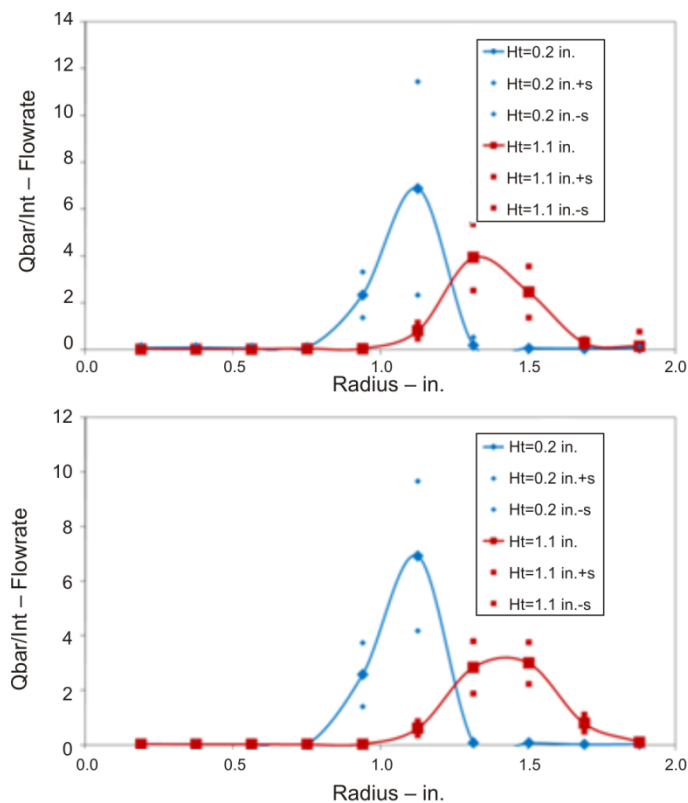 14
12
10
8
6
4
2
0
Qbar/Int – Flowrate
Ht=0.2 in.
Ht=0.2 in.+s
Ht=0.2 in.-s
Ht=1.1 in.
Ht=1.1 in.+s
Ht=1.1 in.-s
0.0 0.5 1.0 1.5 2.0
Radius – in.
12
10
8
6
4
2
0
Qbar/Int – Flowrate
Ht=0.2 in.
Ht=0.2 in.+s
Ht=0.2 in.-s
Ht=1.1 in.
Ht=1.1 in.+s
Ht=1.1 in.-s
0.0 0.5 1.0 1.5 2.0
Radius – in.